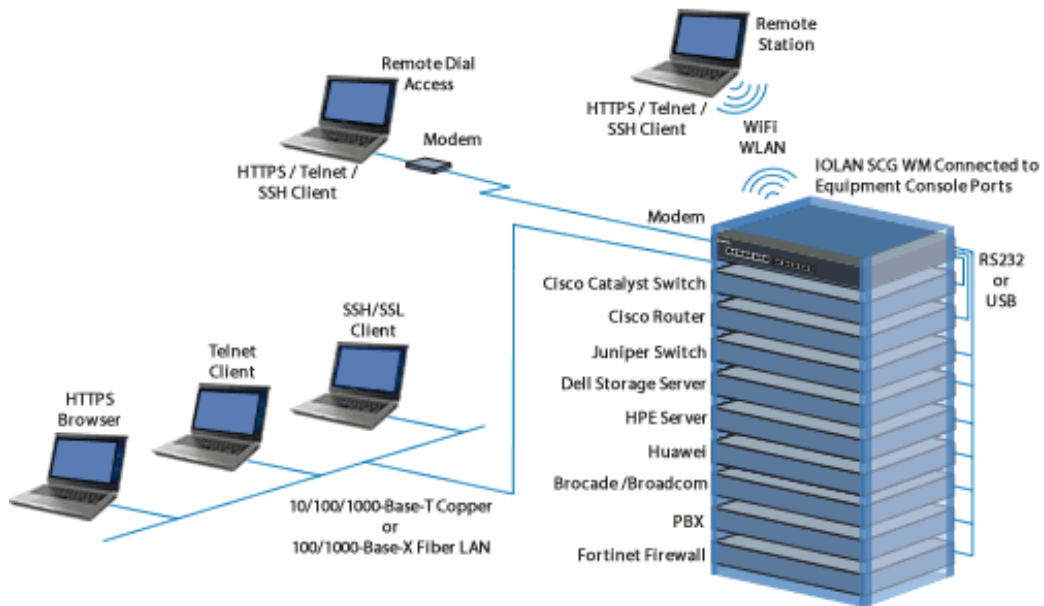 Remote
Station
Remote Dial
Access
HTTPS / Telnet /
SSH Client
WiFi
WLAN
Modem
HTTPS / Telnet /
SSH Client
IOLAN SCG WM Connected to
Equipment Console Ports
Modem
RS232
or
USB
Cisco Catalyst Switch
Cisco Router
Juniper Switch
Dell Storage Server
HPE Server
Huawei
Brocade /Broadcom
PBX
Fortinet Firewall
SSH/SSL
Client
Telnet
Client
HTTPS
Browser
10/100/1000-Base-T Copper
or
100/1000-Base-X Fiber LAN